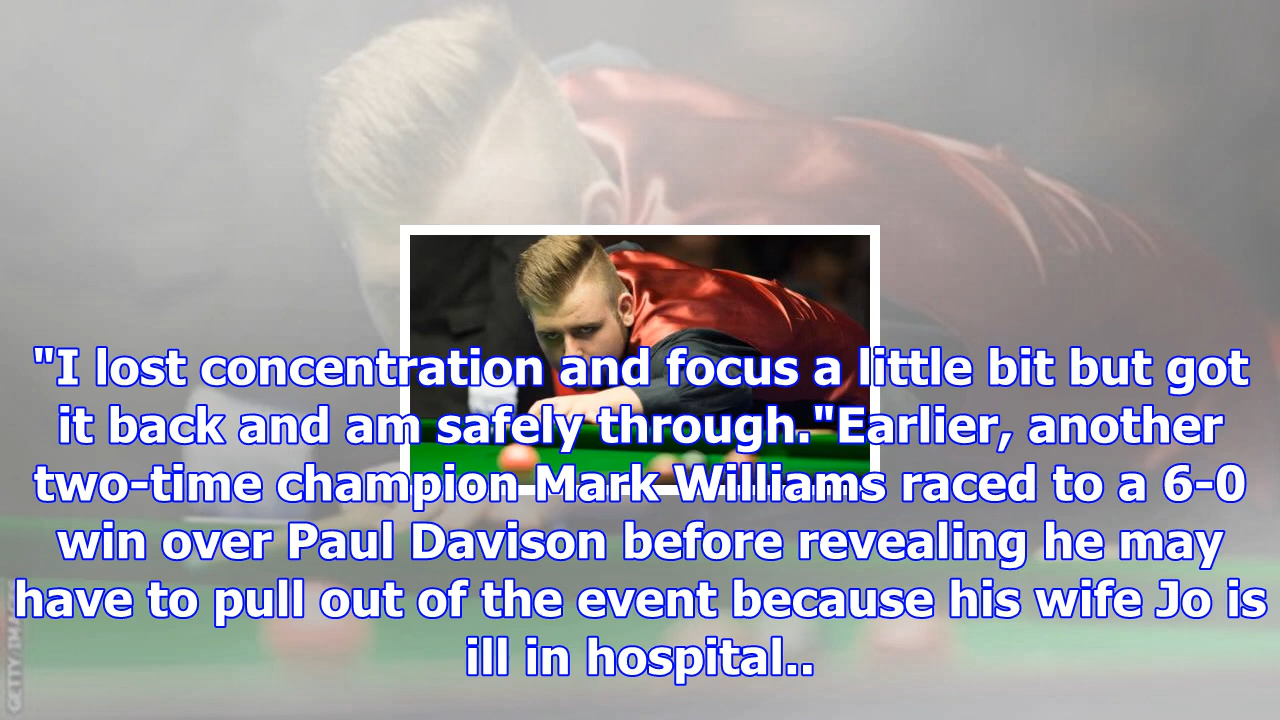 "I lost concentration and focus a little bit but got
it back and am safely through."Earlier, another
two-time champion Mark Williams raced to a 6-0
win over Paul Davison before revealing he may
have to pull out of the event because his wife Jo is
ill in hospital..
GETTY IMAGES